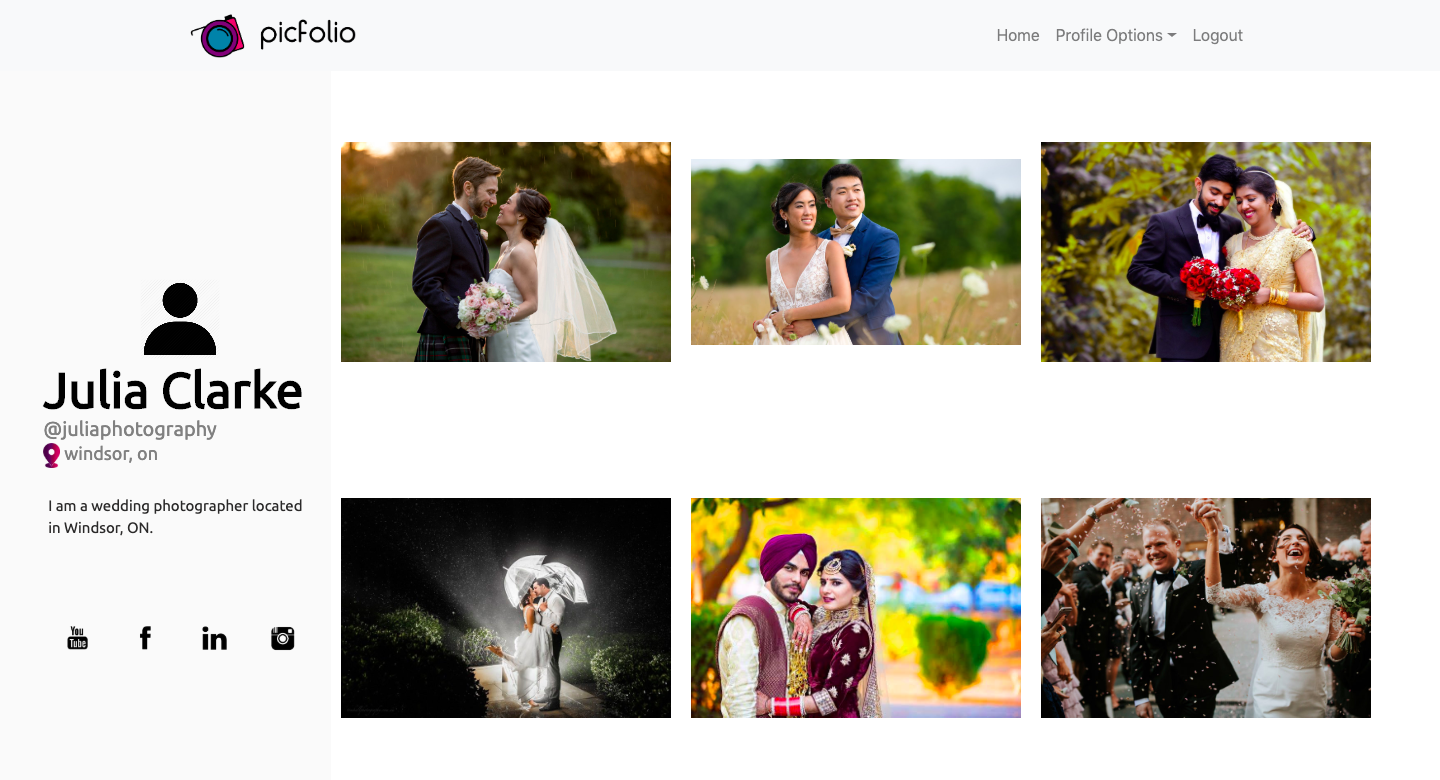 picfolio
Home Profile Options Logout
Julia Clarke
@juliaphotography
windsor, on
I am a wedding photographer located
in Windsor, ON.
You
Tube
f
in